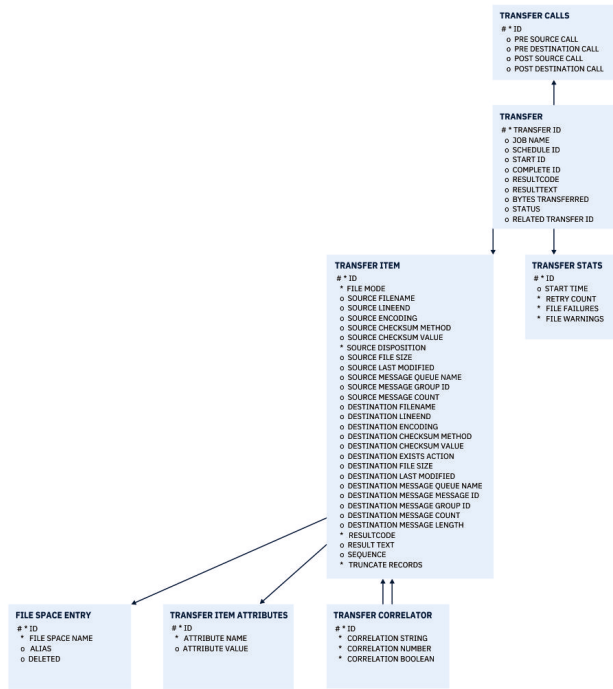 TRANSFER CALLS
# * ID
o PRE SOURCE CALL
o PRE DESTINATION CALL
o POST SOURCE CALL
o POST DESTINATION CALL
TRANSFER
# * TRANSFER ID
o JOB NAME
o SCHEDULE ID
o START ID
o COMPLETE ID
o RESULTCODE
o RESULTTEXT
o BYTES TRANSFERRED
o STATUS
o RELATED TRANSFER ID
TRANSFER ITEM
# * ID
* FILE MODE
o SOURCE FILENAME
o SOURCE LINEEND
o SOURCE ENCODING
o SOURCE CHECKSUM METHOD
o SOURCE CHECKSUM VALUE
* SOURCE DISPOSITION
o SOURCE FILE SIZE
o SOURCE LAST MODIFIED
o SOURCE MESSAGE QUEUE NAME
o SOURCE MESSAGE GROUP ID
o SOURCE MESSAGE COUNT
o DESTINATION FILENAME
o DESTINATION LINEEND
o DESTINATION ENCODING
o DESTINATION CHECKSUM METHOD
o DESTINATION CHECKSUM VALUE
o DESTINATION EXISTS ACTION
o DESTINATION FILE SIZE
o DESTINATION LAST MODIFIED
o DESTINATION MESSAGE QUEUE NAME
o DESTINATION MESSAGE MESSAGE ID
o DESTINATION MESSAGE GROUP ID
o DESTINATION MESSAGE COUNT
o DESTINATION MESSAGE LENGTH
* RESULTCODE
o RESULT TEXT
o SEQUENCE
* TRUNCATE RECORDS
TRANSFER STATS
# * ID
o START TIME
* RETRY COUNT
* FILE FAILURES
* FILE WARNINGS
FILE SPACE ENTRY
# * ID
* FILE SPACE NAME
o ALIAS
o DELETED
TRANSFER ITEM ATTRIBUTES
# * ID
* ATTRIBUTE NAME
o ATTRIBUTE VALUE
TRANSFER CORRELATOR
# * ID
* CORRELATION STRING
* CORRELATION NUMBER
* CORRELATION BOOLEAN